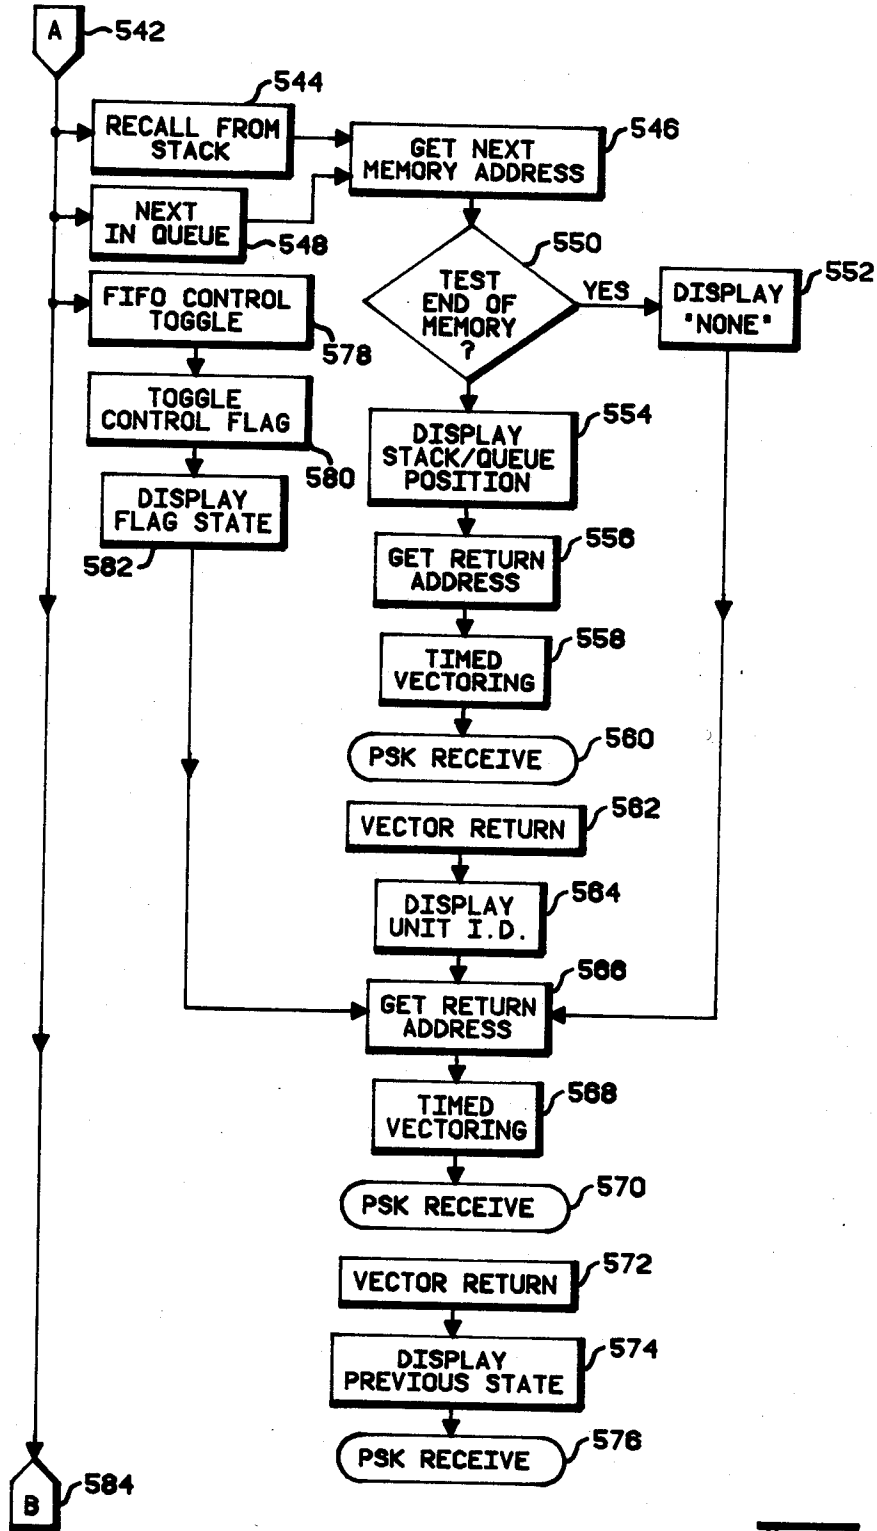 A
542
544
RECALL FROM
STACK
546
GET NEXT
MEMORY ADDRESS
NEXT
IN QUEUE
548
550
TEST
END OF
MEMORY
?
YES
552
DISPLAY
"NONE"
FIFO CONTROL
TOGGLE
578
TOGGLE
CONTROL FLAG
580
554
DISPLAY
STACK/QUEUE
POSITION
DISPLAY
FLAG STATE
582
556
GET RETURN
ADDRESS
558
TIMED
VECTORING
560
PSK RECEIVE
562
VECTOR RETURN
564
DISPLAY
UNIT I.D.
566
GET RETURN
ADDRESS
568
TIMED
VECTORING
570
PSK RECEIVE
572
VECTOR RETURN
574
DISPLAY
PREVIOUS STATE
576
PSK RECEIVE
584
B